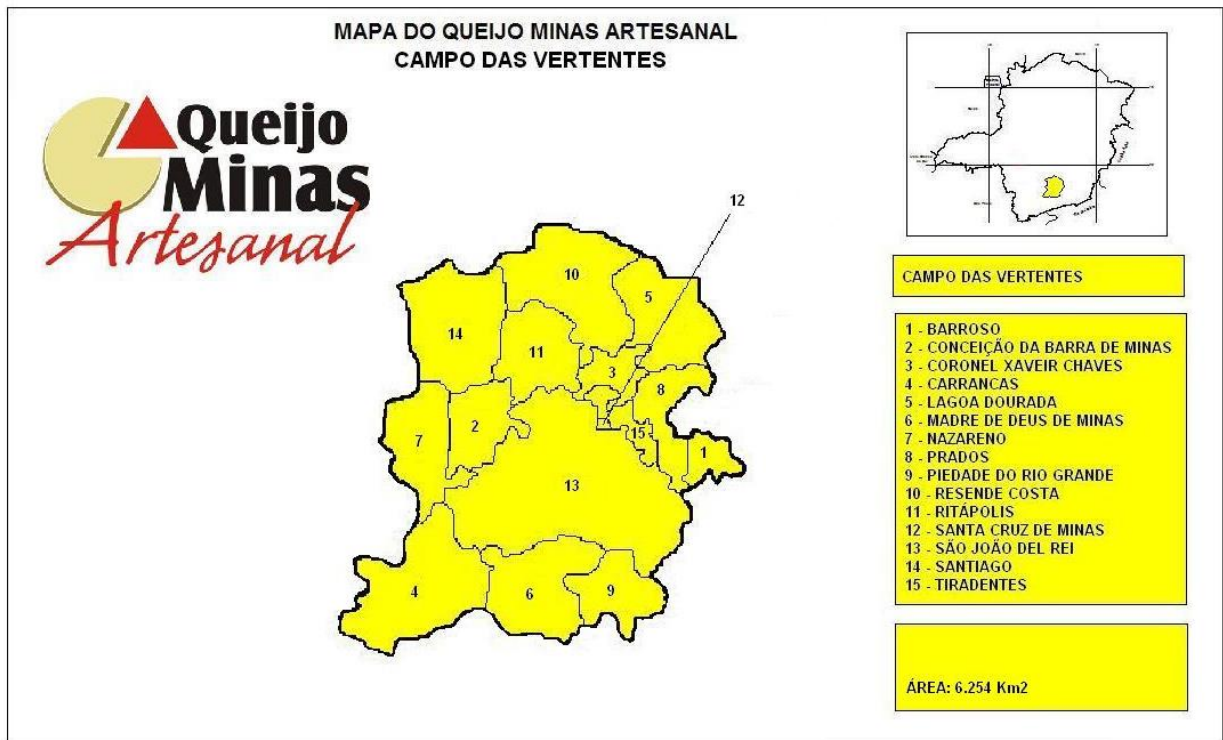 MAPA DO QUEIJO MINAS ARTESANAL
CAMPO DAS VERTENTES
Queijo
Minas
Artesanal
12
10
5
14
11
3
8
2
7
15
1
13
4
6
9
CAMPO DAS VERTENTES
1 - BARROSO
2 - CONCEIÇÃO DA BARRA DE MINAS
3 - CORONEL XAVEIR CHAVES
4 - CARRANCAS
5 - LAGOA DOURADA
6 - MADRE DE DEUS DE MINAS
7 - NAZARENO
8 - PRADOS
9 - PIEDADE DO RIO GRANDE
10 - RESENDE COSTA
11 - RITÁPOLIS
12 - SANTA CRUZ DE MINAS
13 - SÃO JOÃO DEL REI
14 - SANTIAGO
15 - TIRADENTES
ÁREA: 6.254 Km2